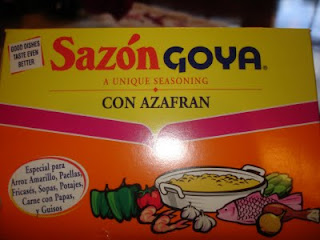 GOOD DISHES
TASTE EVEN
BETTER
Sazón GOYA®
A UNIQUE SEASONING
CON AZAFRAN
Especial para
Arroz Amarillo, Paellas,
Fricasés, Sopas, Potajes,
Carne con Papas,
y Guisos